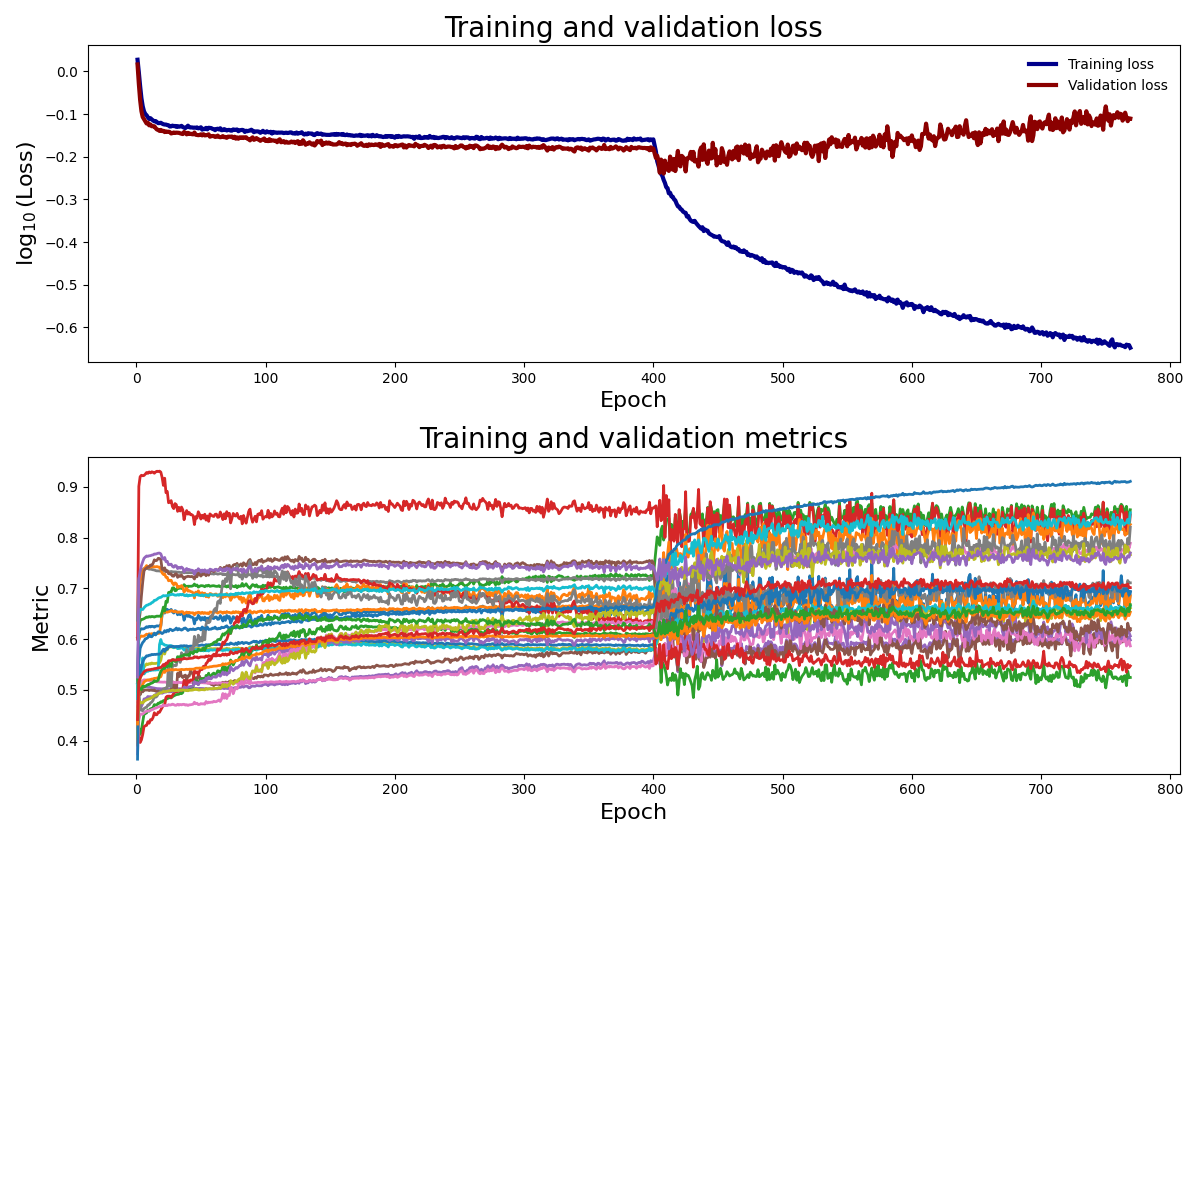 Training and validation loss
log10(Loss)
0.0
−0.1
−0.2
−0.3
−0.4
−0.5
−0.6
Training loss
Validation loss
0 100 200 300 400 500 600 700 800
Epoch
Training and validation metrics
Metric
0.9
0.8
0.7
0.6
0.5
0.4
0 100 200 300 400 500 600 700 800
Epoch